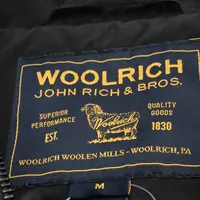 WOOLRICH
JOHN RICH & BROS.
SUPERIOR
PERFORMANCE
QUALITY
GOODS
Woolrich
EST.
1830
WOOLRICH WOOLEN MILLS - WOOLRICH, PA
M